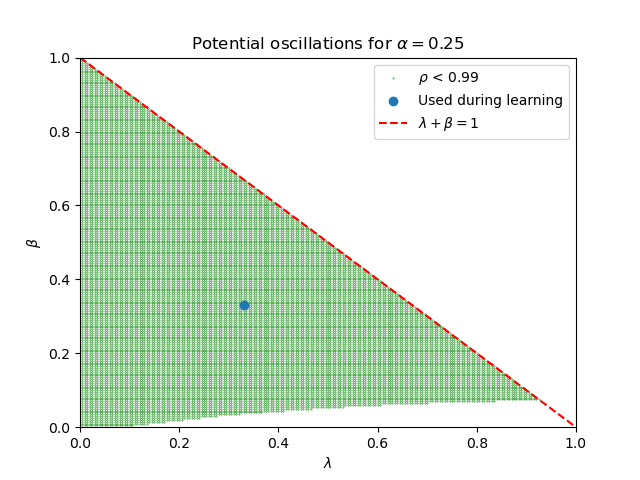 Potential oscillations for α = 0.25
ρ < 0.99
Used during learning
λ + β = 1
1.0
0.8
0.6
0.4
0.2
0.0
β
0.0 0.2 0.4 0.6 0.8 1.0
λ